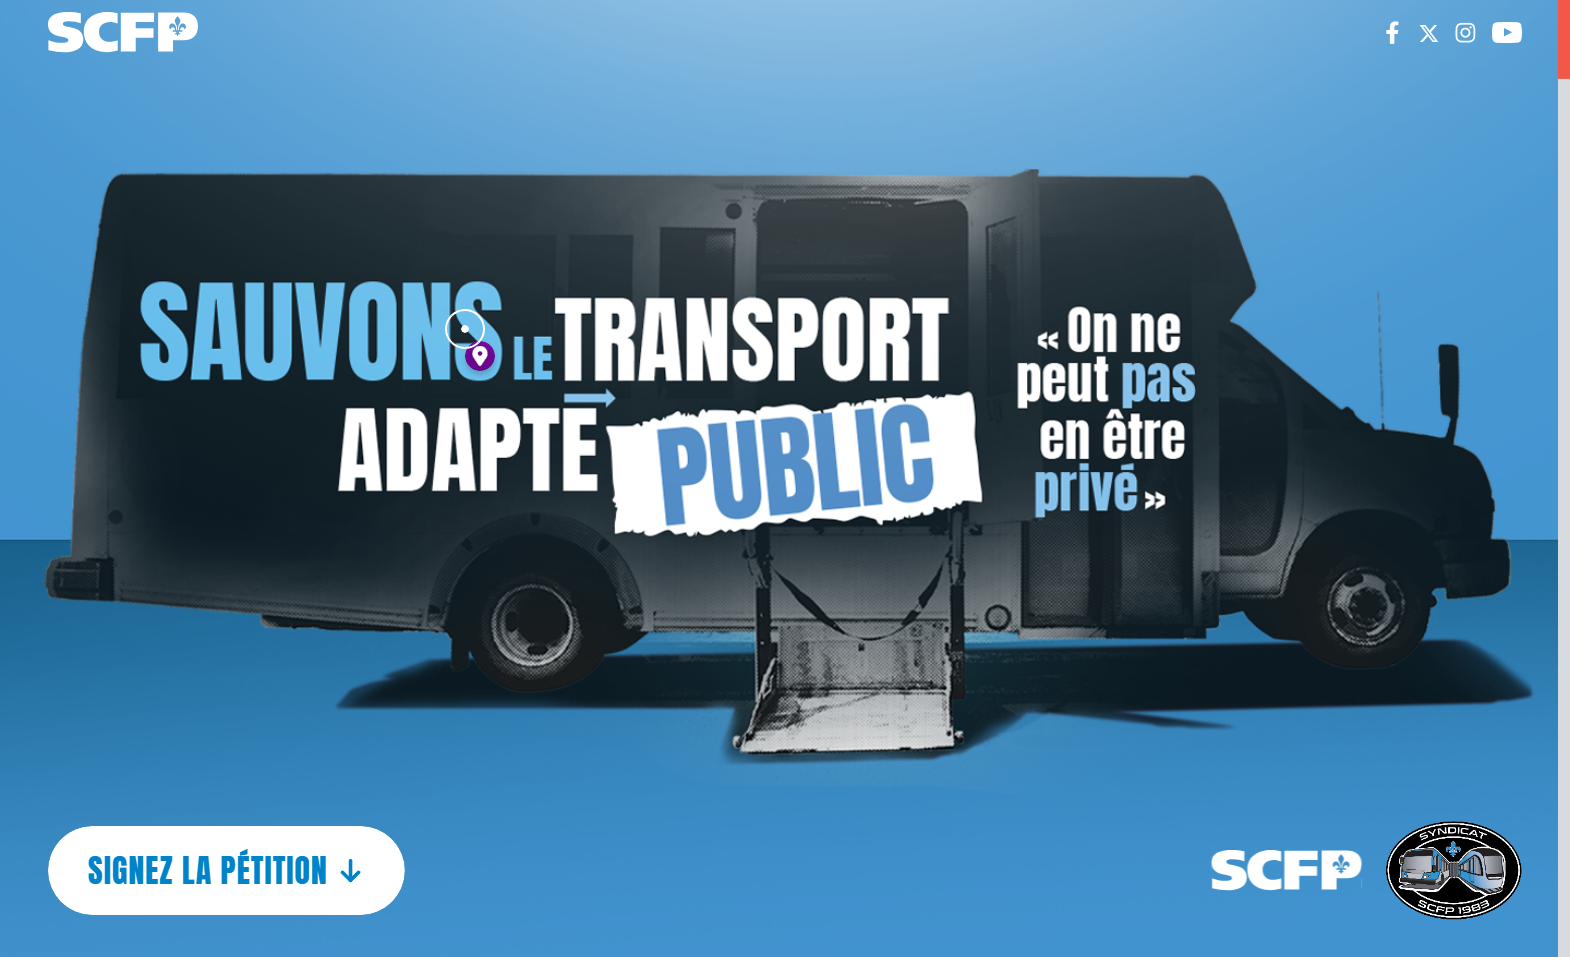 SCFP
SAUVONS LE TRANSPORT
ADAPTÉ PUBLIC
« On ne
peut pas
en être
privé »
SIGNEZ LA PÉTITION
SCFP
SYNDICAT
SCFP 1983